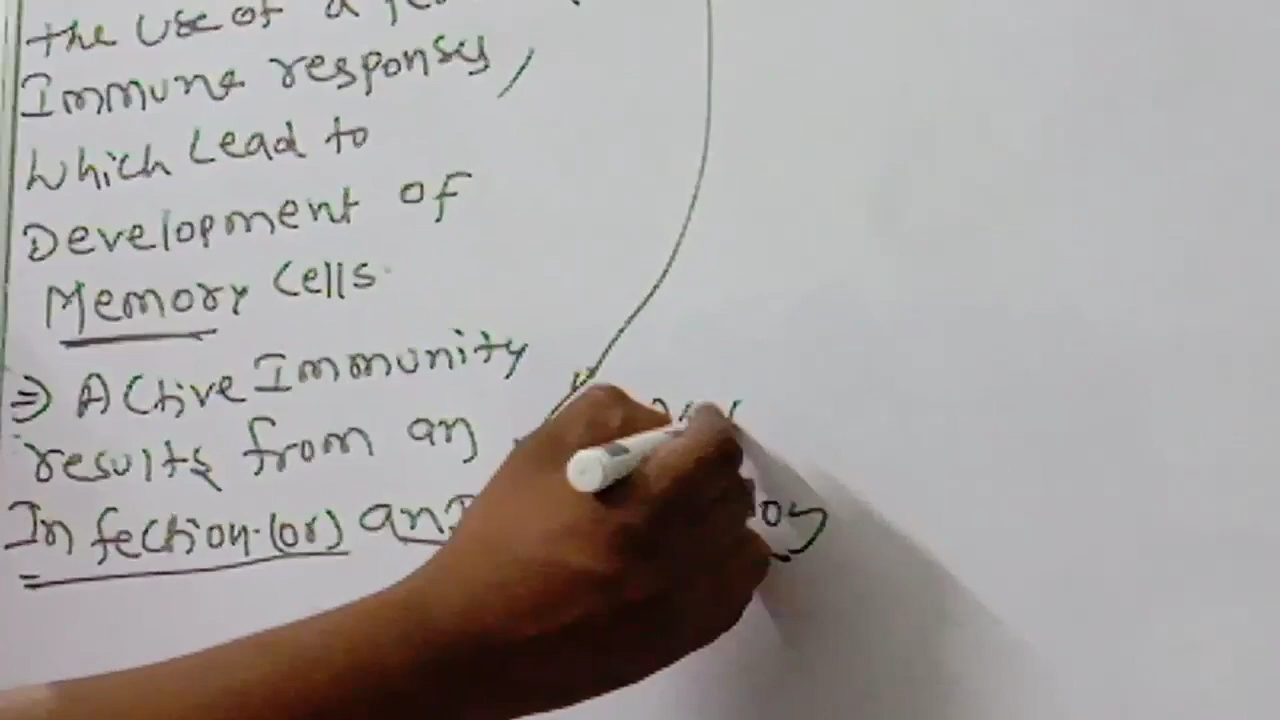 the use of a
Immune responses,
which Lead to
Development of
Memory Cells.
⇒ Active Immunity
results from an
Infection (or) an